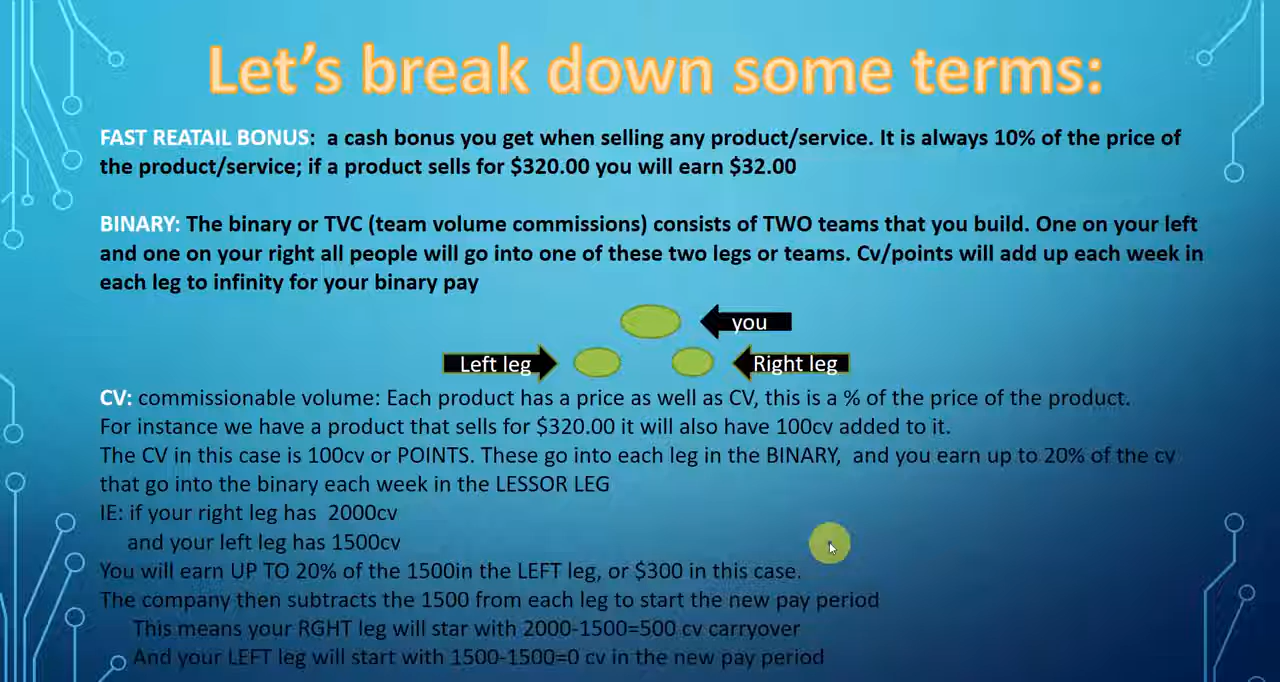 Let's break down some terms:
FAST REATAIL BONUS:  a cash bonus you get when selling any product/service. It is always 10% of the price of
the product/service; if a product sells for $320.00 you will earn $32.00
BINARY: The binary or TVC (team volume commissions) consists of TWO teams that you build. One on your left
and one on your right all people will go into one of these two legs or teams. Cv/points will add up each week in
each leg to infinity for your binary pay
you
Left leg
Right leg
CV: commissionable volume: Each product has a price as well as CV, this is a % of the price of the product.
For instance we have a product that sells for $320.00 it will also have 100cv added to it.
The CV in this case is 100cv or POINTS. These go into each leg in the BINARY,  and you earn up to 20% of the cv
that go into the binary each week in the LESSOR LEG
IE: if your right leg has  2000cv
and your left leg has 1500cv
You will earn UP TO 20% of the 1500in the LEFT leg, or $300 in this case.
The company then subtracts the 1500 from each leg to start the new pay period
This means your RGHT leg will star with 2000-1500=500 cv carryover
And your LEFT leg will start with 1500-1500=0 cv in the new pay period